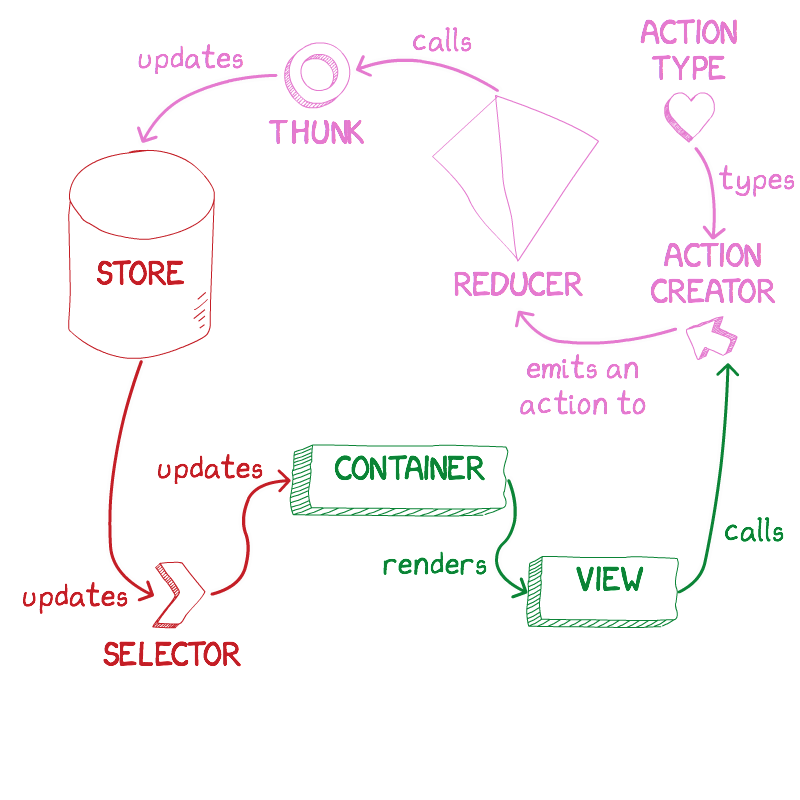 ACTION
TYPE
calls
updates
THUNK
types
ACTION
CREATOR
STORE
REDUCER
emits an
action to
CONTAINER
updates
calls
renders
VIEW
updates
SELECTOR